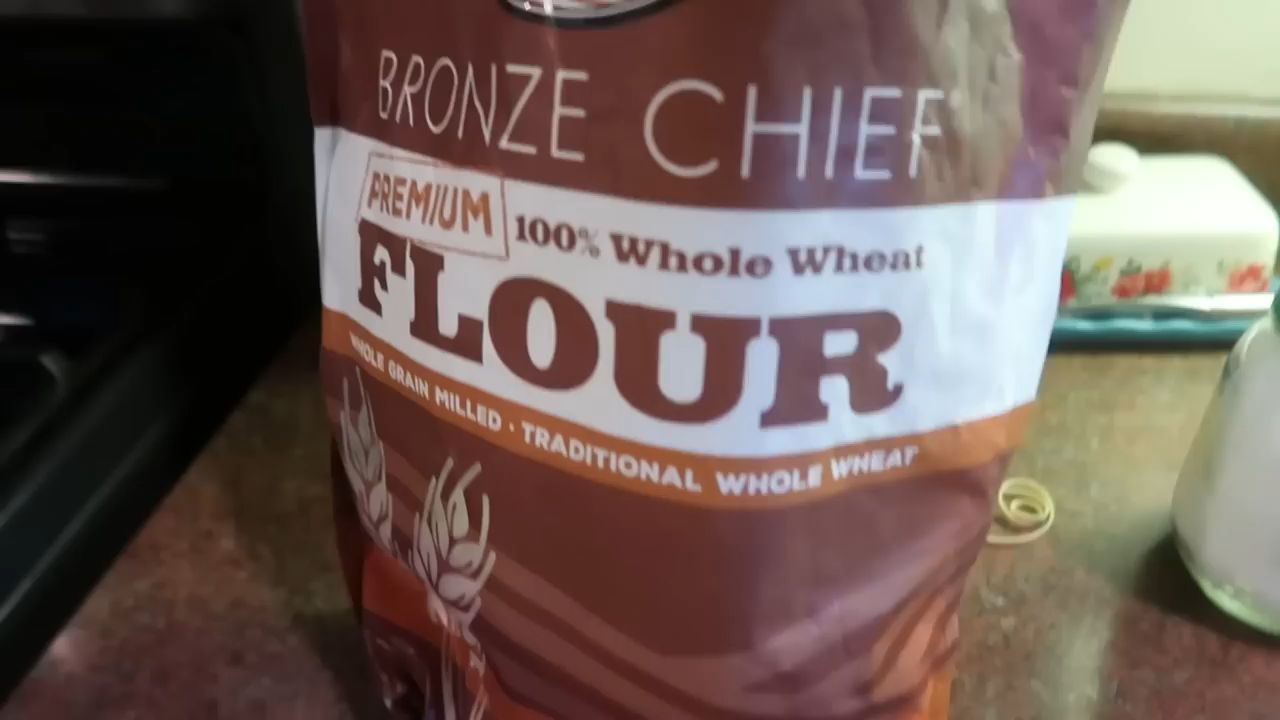 BRONZE CHIEF
PREMIUM
100% Whole Wheat
FLOUR
WHOLE GRAIN MILLED · TRADITIONAL WHOLE WHEAT